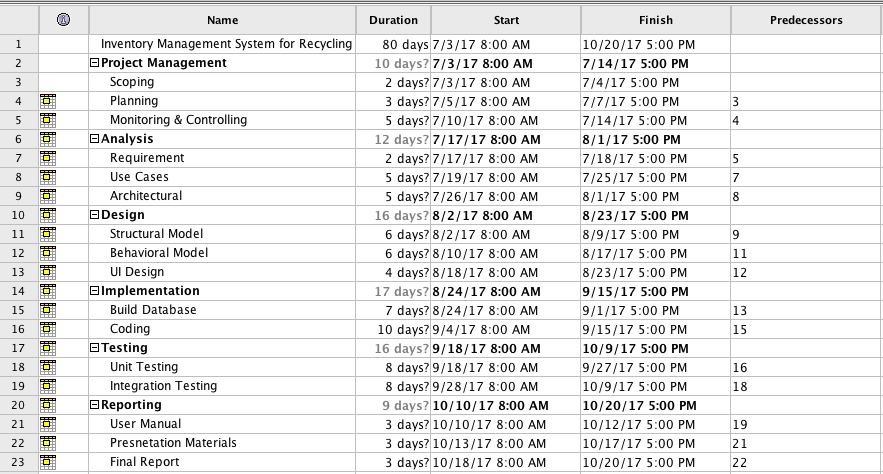 Name Duration Start Finish Predecessors
1 Inventory Management System for Recycling 80 days 7/3/17 8:00 AM 10/20/17 5:00 PM
2 Project Management 10 days? 7/3/17 8:00 AM 7/14/17 5:00 PM
3 Scoping 2 days? 7/3/17 8:00 AM 7/4/17 5:00 PM
4 Planning 3 days? 7/5/17 8:00 AM 7/7/17 5:00 PM 3
5 Monitoring & Controlling 5 days? 7/10/17 8:00 AM 7/14/17 5:00 PM 4
6 Analysis 12 days? 7/17/17 8:00 AM 8/1/17 5:00 PM
7 Requirement 2 days? 7/17/17 8:00 AM 7/18/17 5:00 PM 5
8 Use Cases 5 days? 7/19/17 8:00 AM 7/25/17 5:00 PM 7
9 Architectural 5 days? 7/26/17 8:00 AM 8/1/17 5:00 PM 8
10 Design 16 days? 8/2/17 8:00 AM 8/23/17 5:00 PM
11 Structural Model 6 days? 8/2/17 8:00 AM 8/9/17 5:00 PM 9
12 Behavioral Model 6 days? 8/10/17 8:00 AM 8/17/17 5:00 PM 11
13 UI Design 4 days? 8/18/17 8:00 AM 8/23/17 5:00 PM 12
14 Implementation 17 days? 8/24/17 8:00 AM 9/15/17 5:00 PM
15 Build Database 7 days? 8/24/17 8:00 AM 9/1/17 5:00 PM 13
16 Coding 10 days? 9/4/17 8:00 AM 9/15/17 5:00 PM 15
17 Testing 16 days? 9/18/17 8:00 AM 10/9/17 5:00 PM
18 Unit Testing 8 days? 9/18/17 8:00 AM 9/27/17 5:00 PM 16
19 Integration Testing 8 days? 9/28/17 8:00 AM 10/9/17 5:00 PM 18
20 Reporting 9 days? 10/10/17 8:00 AM 10/20/17 5:00 PM
21 User Manual 3 days? 10/10/17 8:00 AM 10/12/17 5:00 PM 19
22 Presnetation Materials 3 days? 10/13/17 8:00 AM 10/17/17 5:00 PM 21
23 Final Report 3 days? 10/18/17 8:00 AM 10/20/17 5:00 PM 22